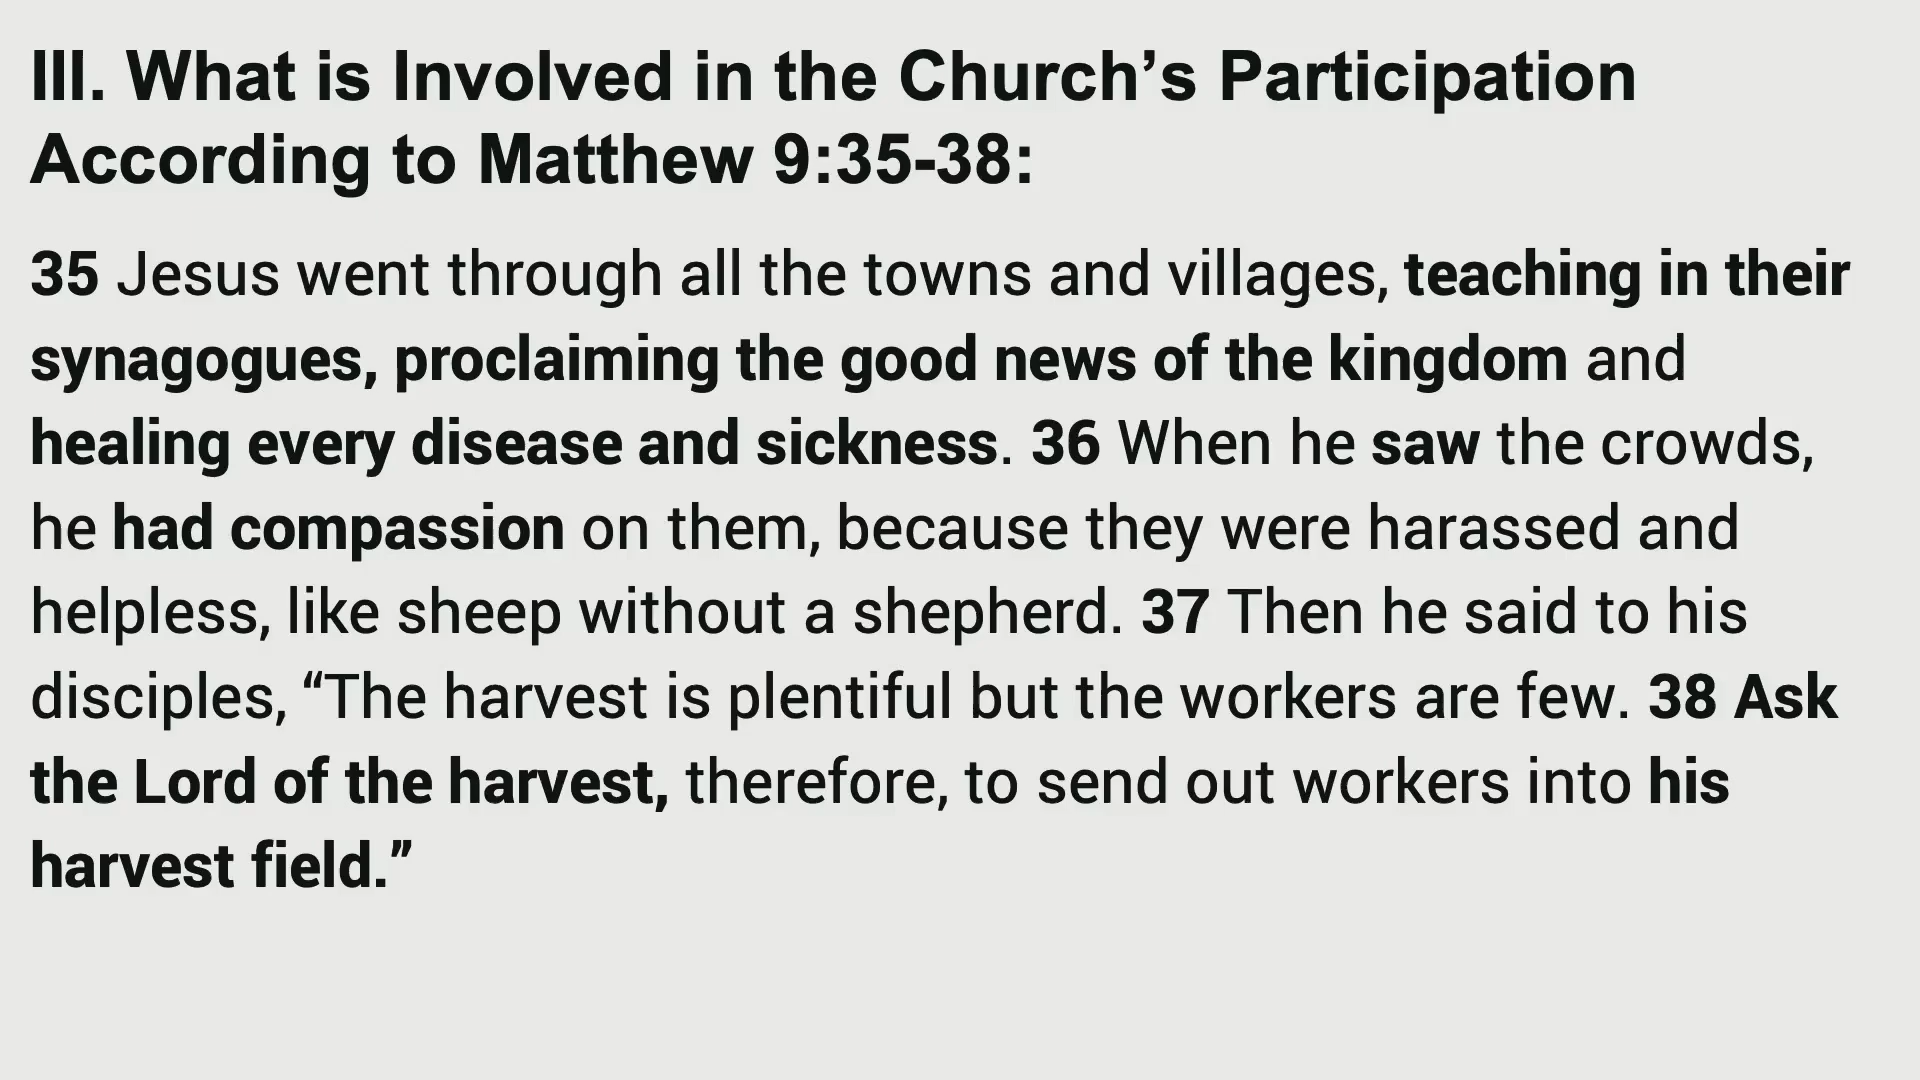 III. What is Involved in the Church’s Participation
According to Matthew 9:35-38:
35 Jesus went through all the towns and villages, teaching in their
synagogues, proclaiming the good news of the kingdom and
healing every disease and sickness. 36 When he saw the crowds,
he had compassion on them, because they were harassed and
helpless, like sheep without a shepherd. 37 Then he said to his
disciples, “The harvest is plentiful but the workers are few. 38 Ask
the Lord of the harvest, therefore, to send out workers into his
harvest field.”